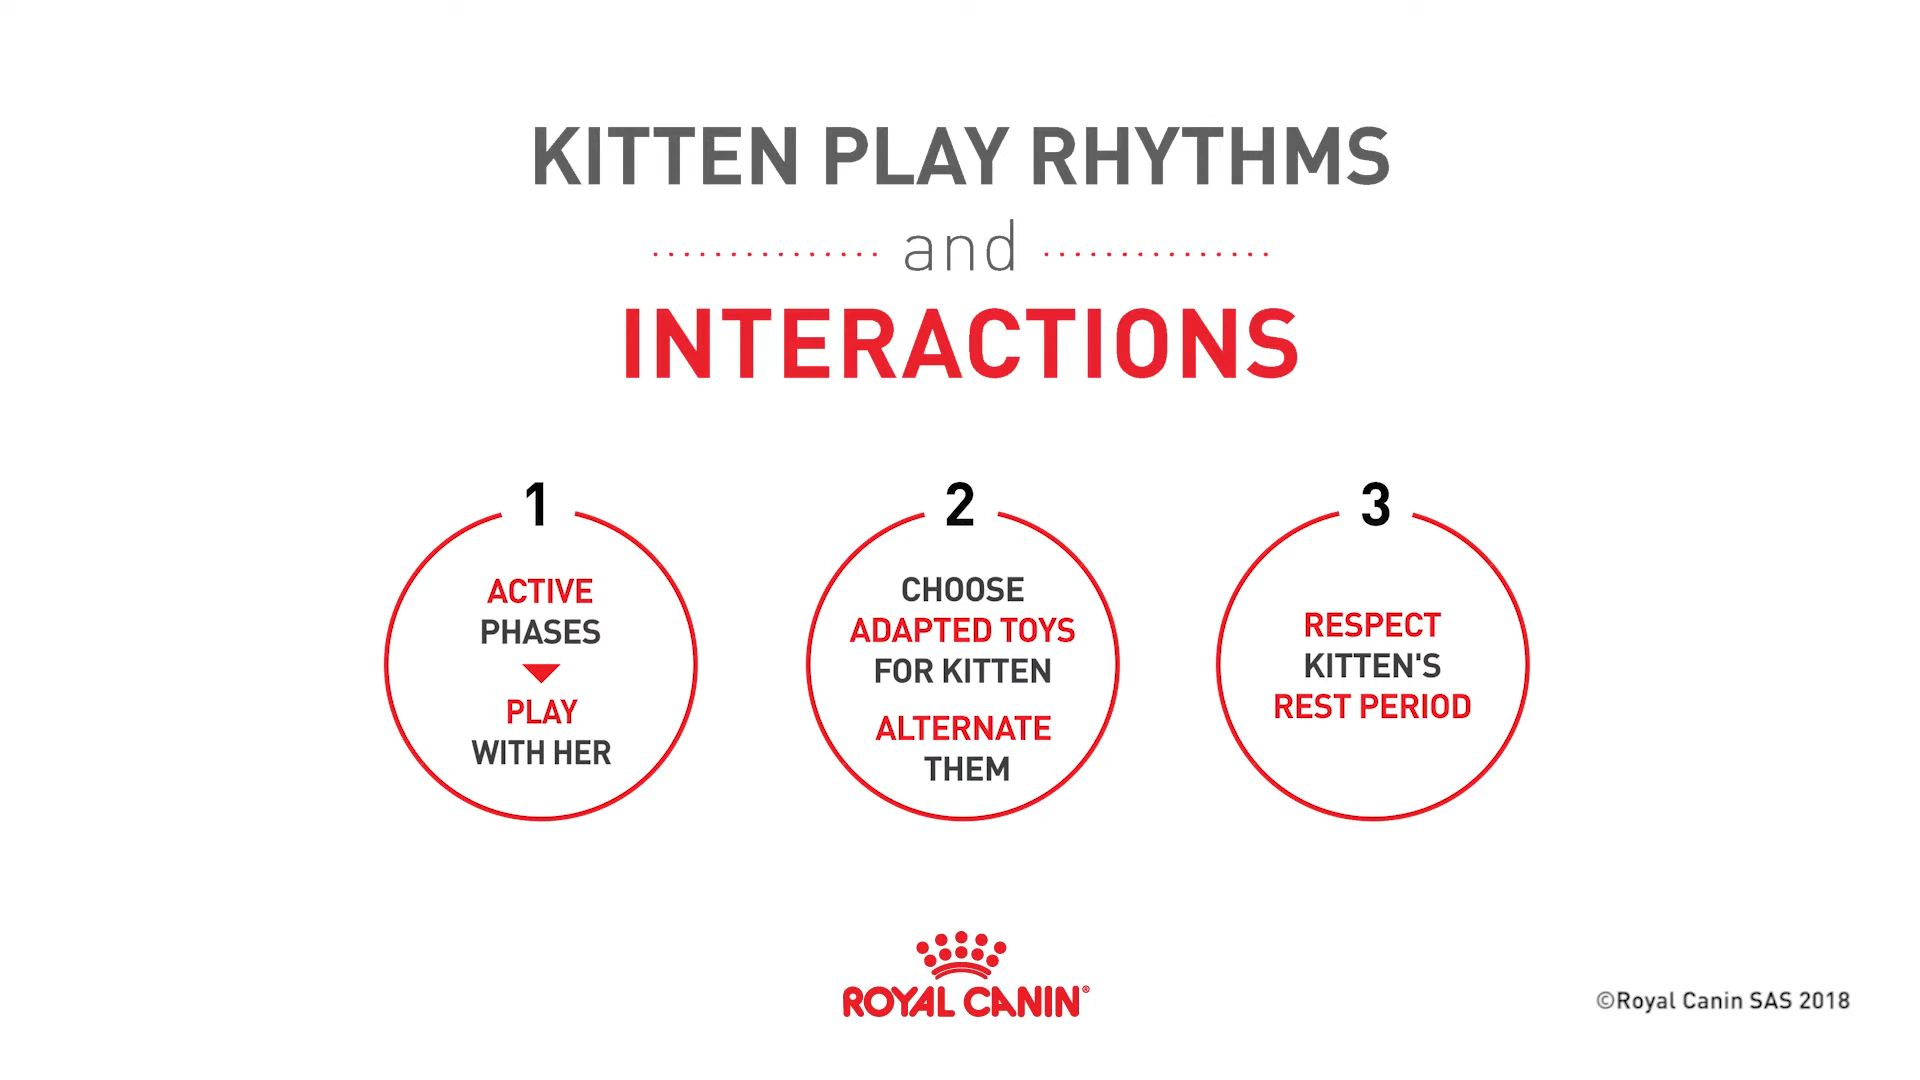 KITTEN PLAY RHYTHMS
and
INTERACTIONS
1
ACTIVE
PHASES
PLAY
WITH HER
2
CHOOSE
ADAPTED TOYS
FOR KITTEN
ALTERNATE
THEM
3
RESPECT
KITTEN'S
REST PERIOD
ROYAL CANIN®
©Royal Canin SAS 2018